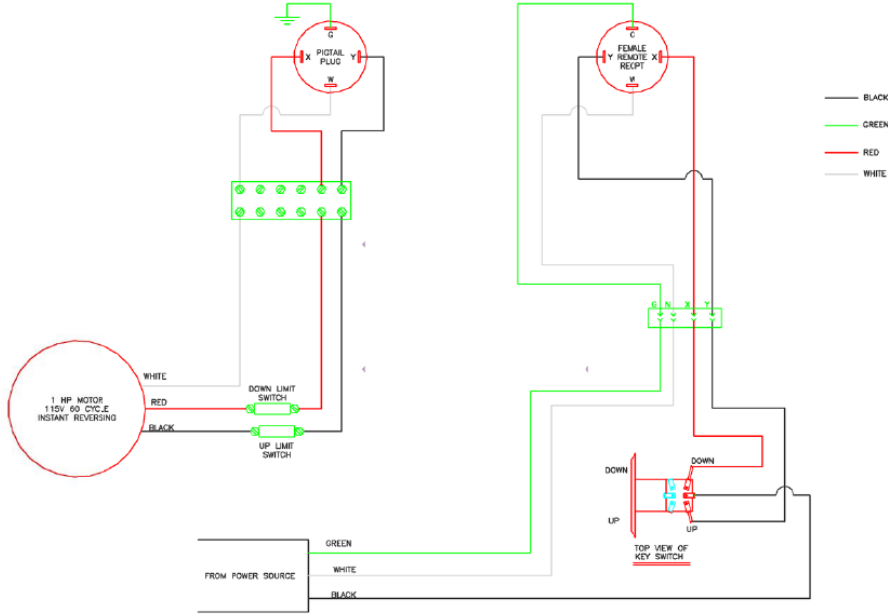 G
PIGTAIL
PLUG
X
Y
W
C
FEMALE
REMOTE
RECPT
Y
X
W
BLACK
GREEN
RED
WHITE
G N X Y
WHITE
RED
BLACK
1 HP MOTOR
115V 60 CYCLE
INSTANT REVERSING
DOWN LIMIT
SWITCH
UP LIMIT
SWITCH
DOWN
DOWN
UP
UP
TOP VIEW OF
KEY SWITCH
GREEN
WHITE
BLACK
FROM POWER SOURCE